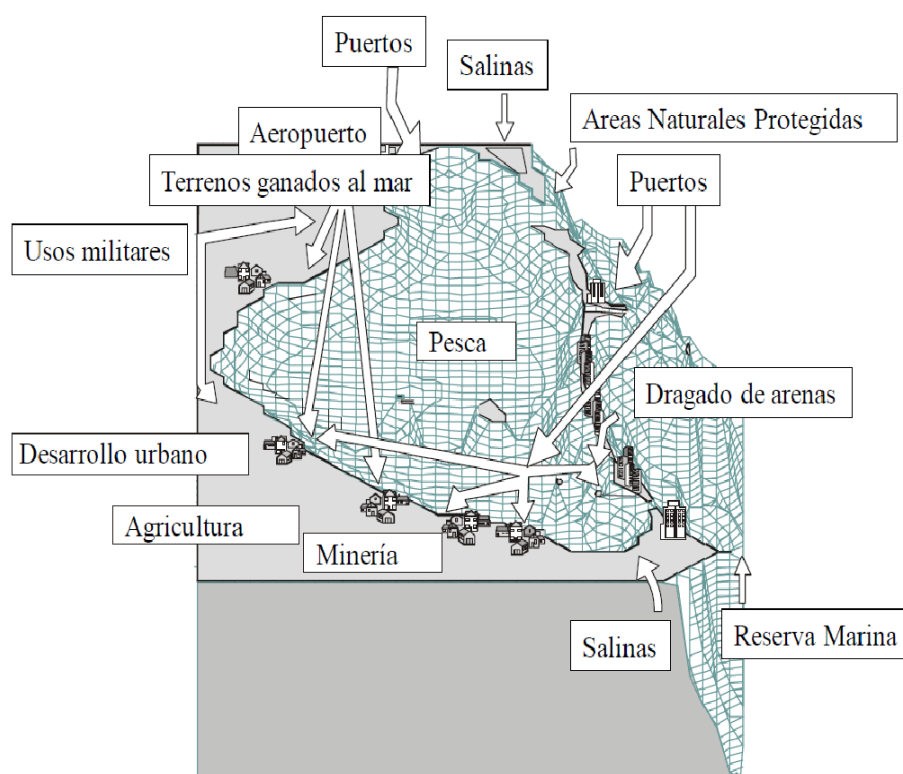 Puertos
Salinas
Areas Naturales Protegidas
Aeropuerto
Terrenos ganados al mar
Puertos
Usos militares
Pesca
Dragado de arenas
Desarrollo urbano
Agricultura
Minería
Salinas
Reserva Marina